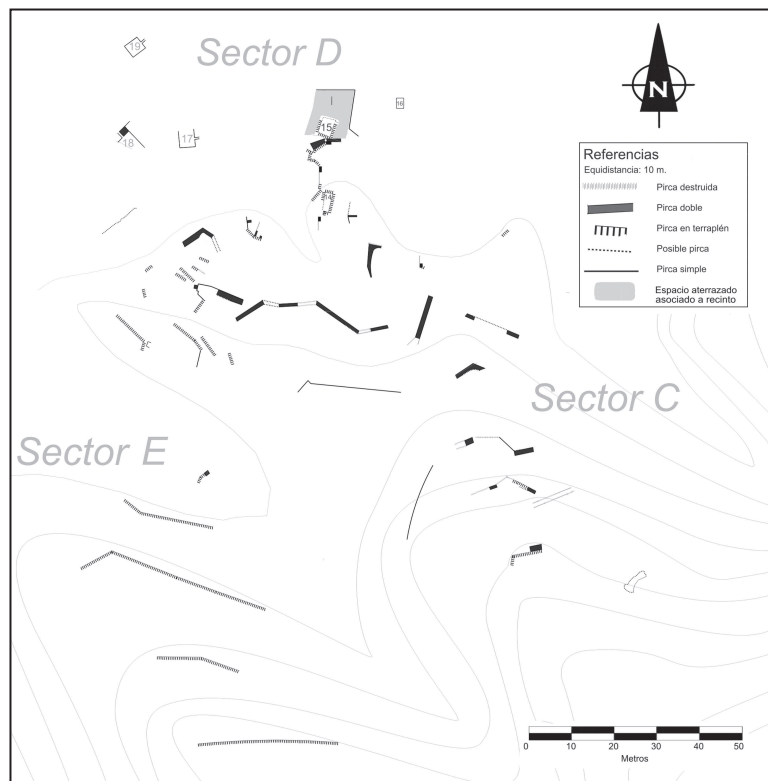 19
Sector D
16
15
18
17
N
Referencias
Equidistancia: 10 m.
Pirca destruida
Pirca doble
Pirca en terraplén
Posible pirca
Pirca simple
Espacio aterrazado
asociado a recinto
Sector C
Sector E
0 10 20 30 40 50
Metros